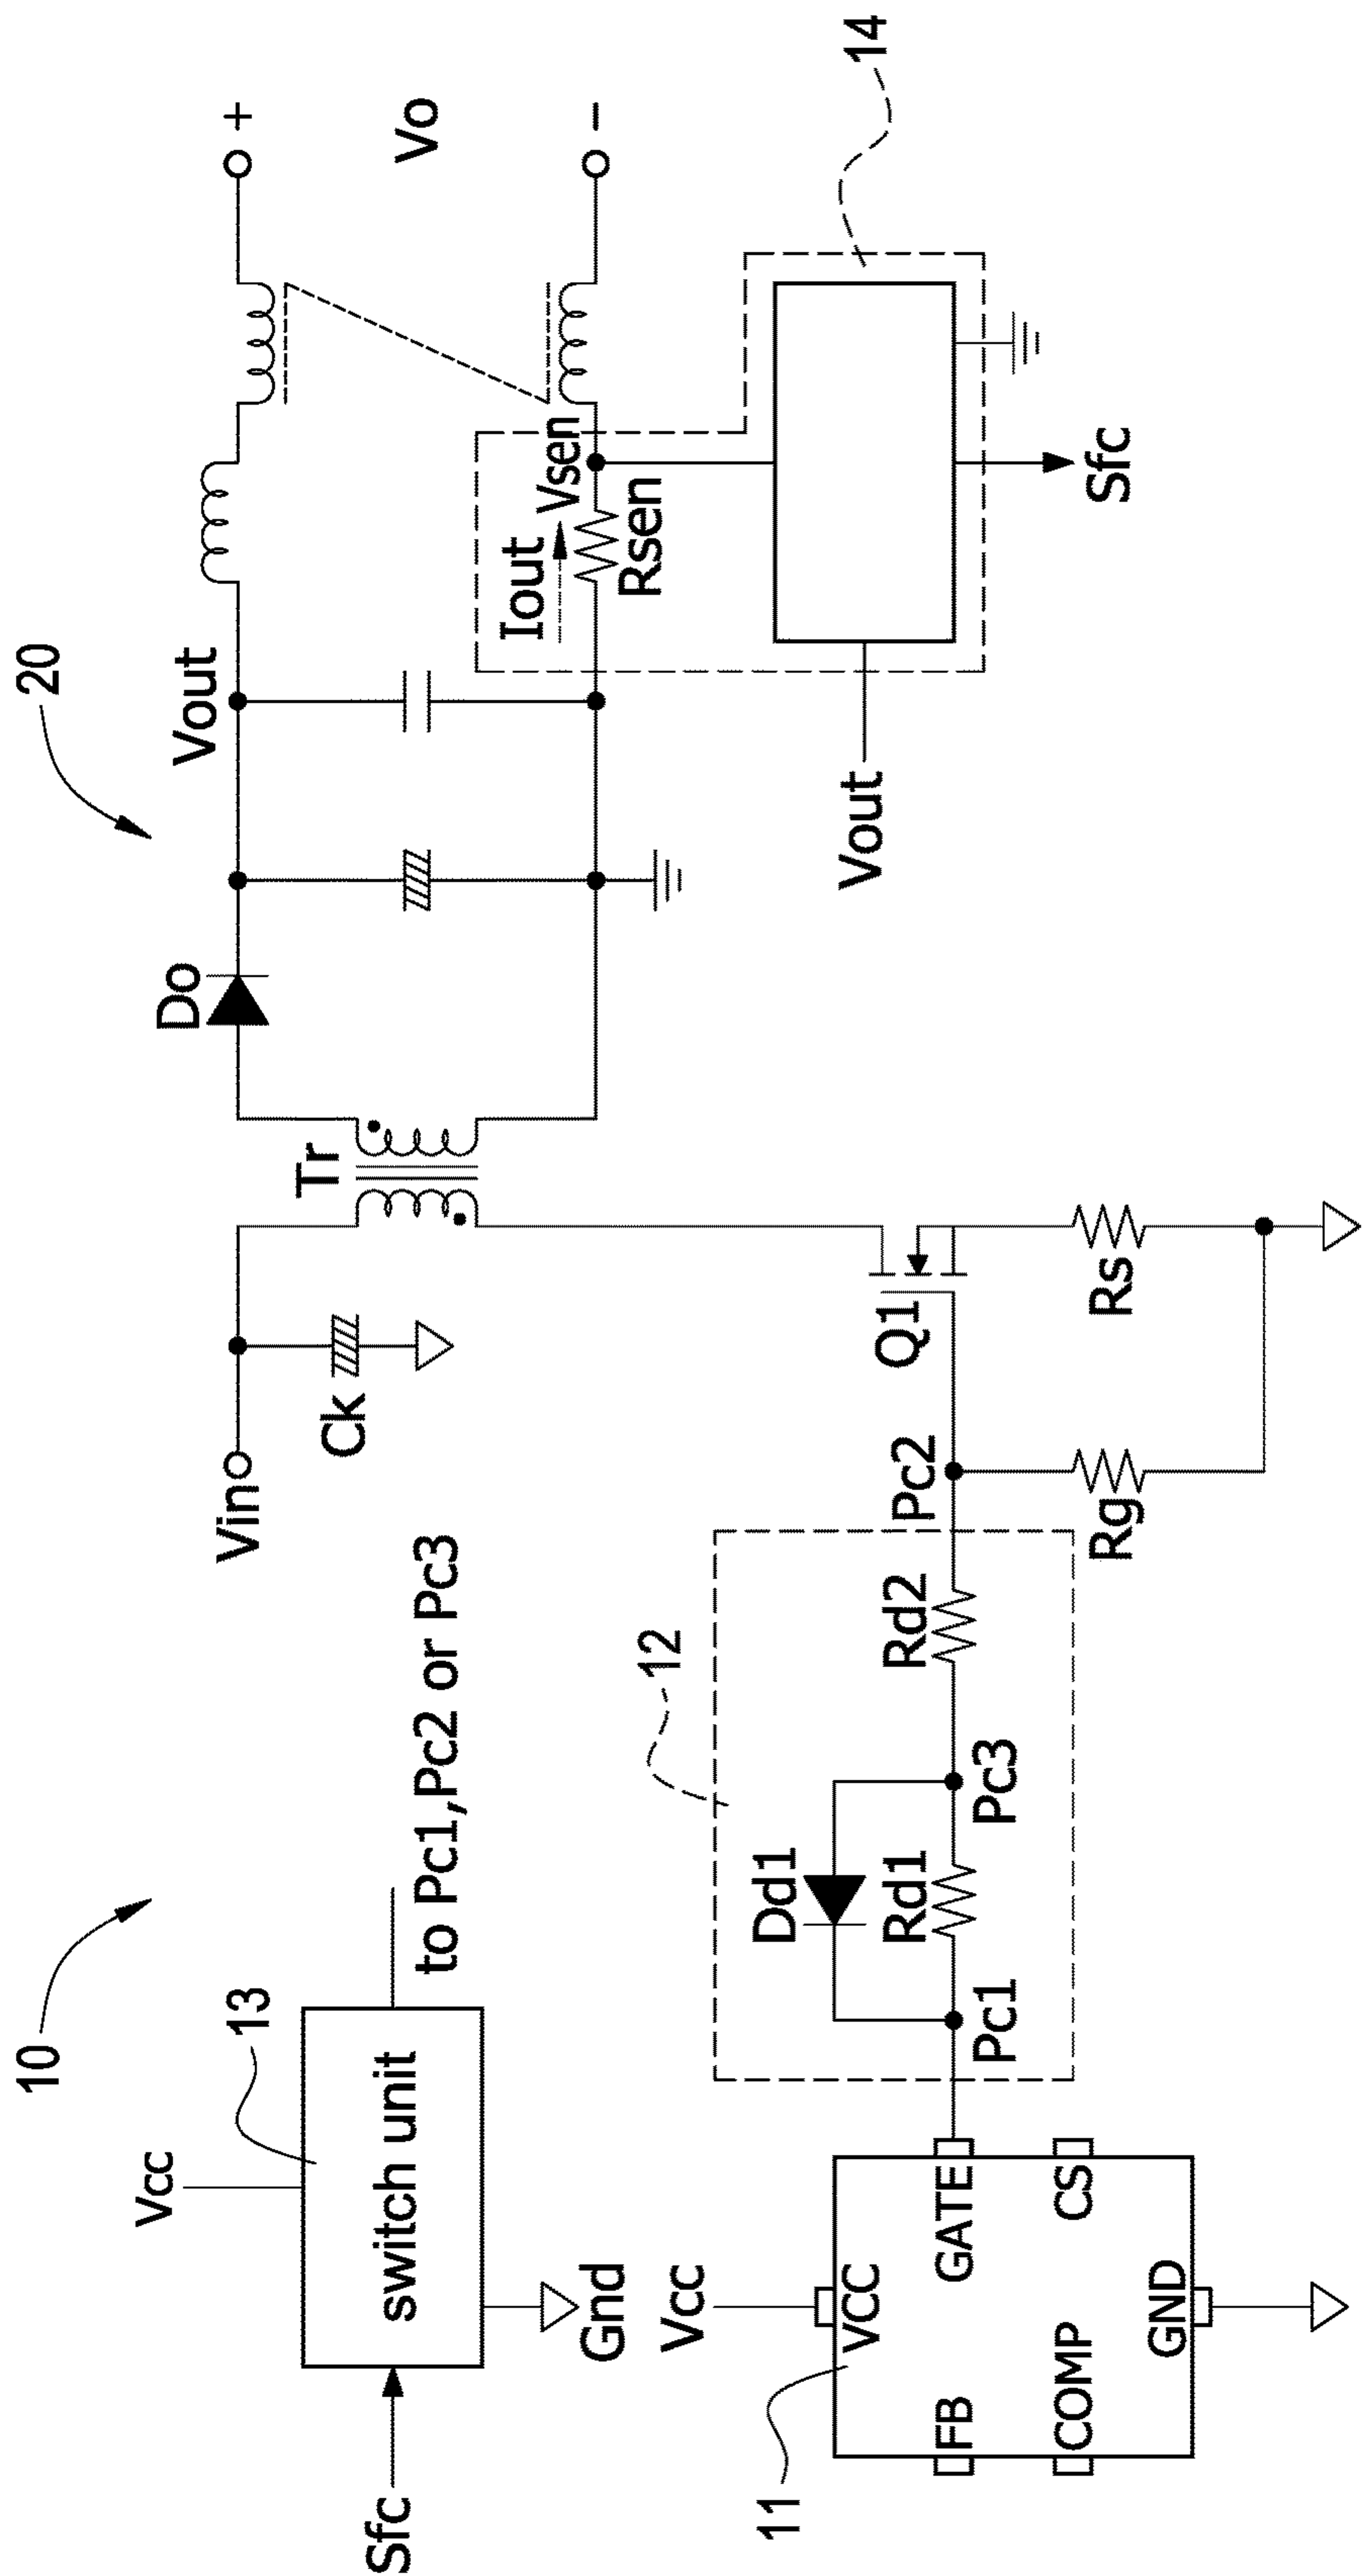 10
20
Vcc
13
switch unit
Sfc
Gnd
to Pc1,Pc2 or Pc3
Vin
Ck
Tr
Do
Vout
+
Vo
-
Iout
Vsen
Rsen
Vout
14
Sfc
Vcc
11
VCC
FB
GATE
COMP
CS
GND
12
Dd1
Rd1
Rd2
Pc1
Pc3
Pc2
Q1
Rg
Rs